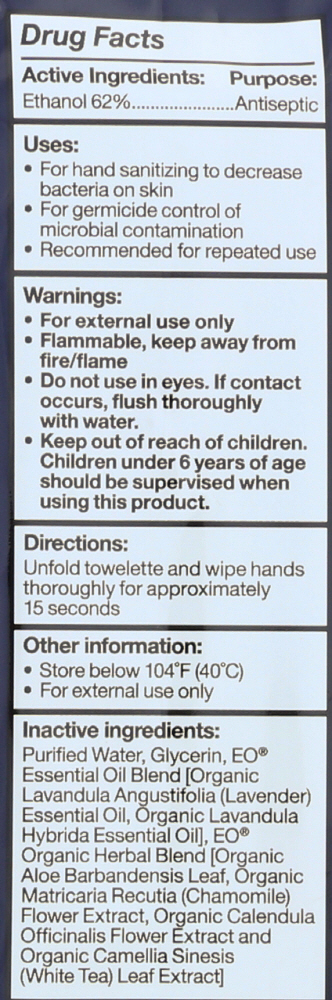 Drug Facts
Active Ingredients: Purpose:
Ethanol 62%......................Antiseptic
Uses:
• For hand sanitizing to decrease
bacteria on skin
• For germicide control of
microbial contamination
• Recommended for repeated use
Warnings:
• For external use only
• Flammable, keep away from
fire/flame
• Do not use in eyes. If contact
occurs, flush thoroughly
with water.
• Keep out of reach of children.
Children under 6 years of age
should be supervised when
using this product.
Directions:
Unfold towelette and wipe hands
thoroughly for approximately
15 seconds
Other information:
• Store below 104°F (40°C)
• For external use only
Inactive ingredients:
Purified Water, Glycerin, EO®
Essential Oil Blend [Organic
Lavandula Angustifolia (Lavender)
Essential Oil, Organic Lavandula
Hybrida Essential Oil], EO®
Organic Herbal Blend [Organic
Aloe Barbandensis Leaf, Organic
Matricaria Recutia (Chamomile)
Flower Extract, Organic Calendula
Officinalis Flower Extract and
Organic Camellia Sinesis
(White Tea) Leaf Extract]